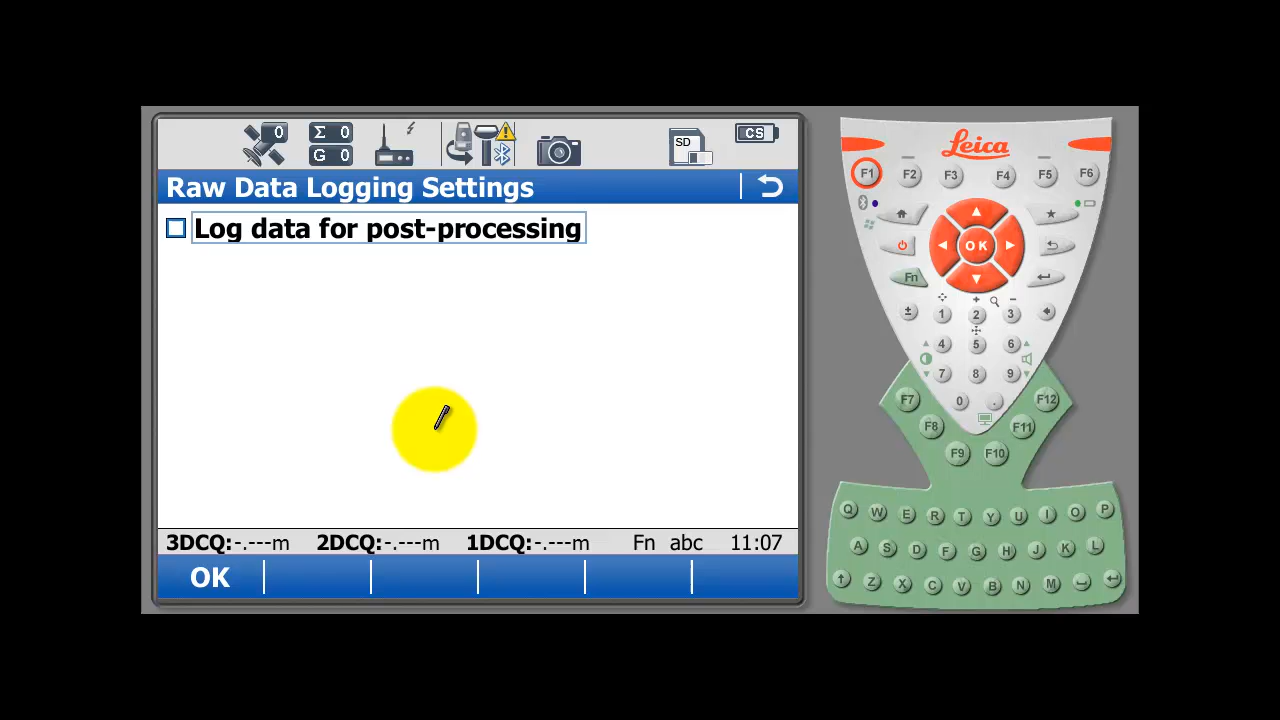 0
Σ 0
G 0
SD
CS
Raw Data Logging Settings
Log data for post-processing
3DCQ:-.---m 2DCQ:-.---m 1DCQ:-.---m Fn abc 11:07
OK
Leica
F1 F2 F3 F4 F5 F6
OK
Fn
± 1 2 3
4 5 6
7 8 9
0 .
F7 F12
F8 F11
F9 F10
Q W E R T Y U I O P
A S D F G H J K L
Z X C V B N M